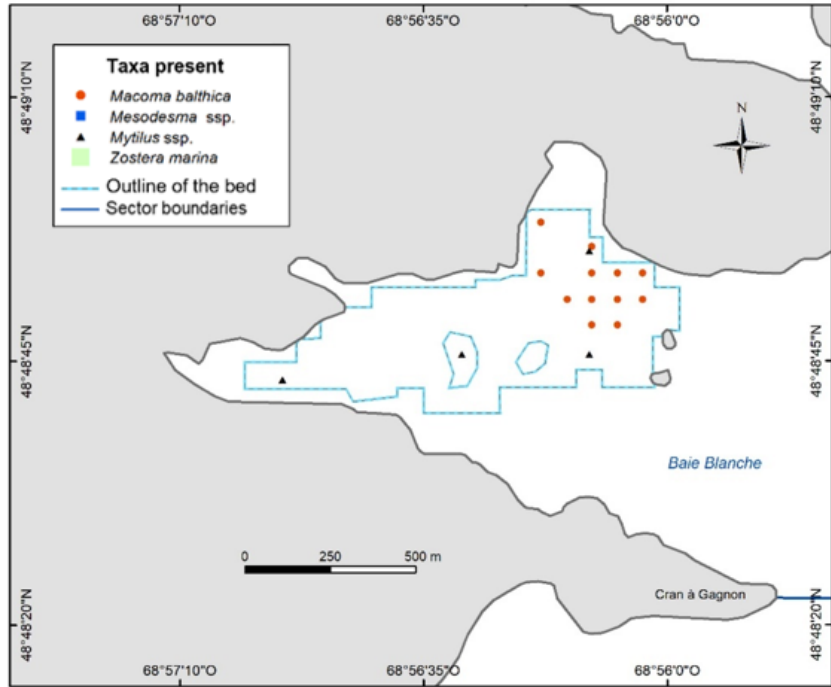 68°57'10"O 68°56'35"O 68°56'0"O
48°49'10"N 48°49'10"N
Taxa present
Macoma balthica
Mesodesma ssp.
Mytilus ssp.
Zostera marina
Outline of the bed
Sector boundaries
N
48°48'45"N 48°48'45"N
Baie Blanche
0 250 500 m
Cran à Gagnon
48°48'20"N 48°48'20"N
68°57'10"O 68°56'35"O 68°56'0"O